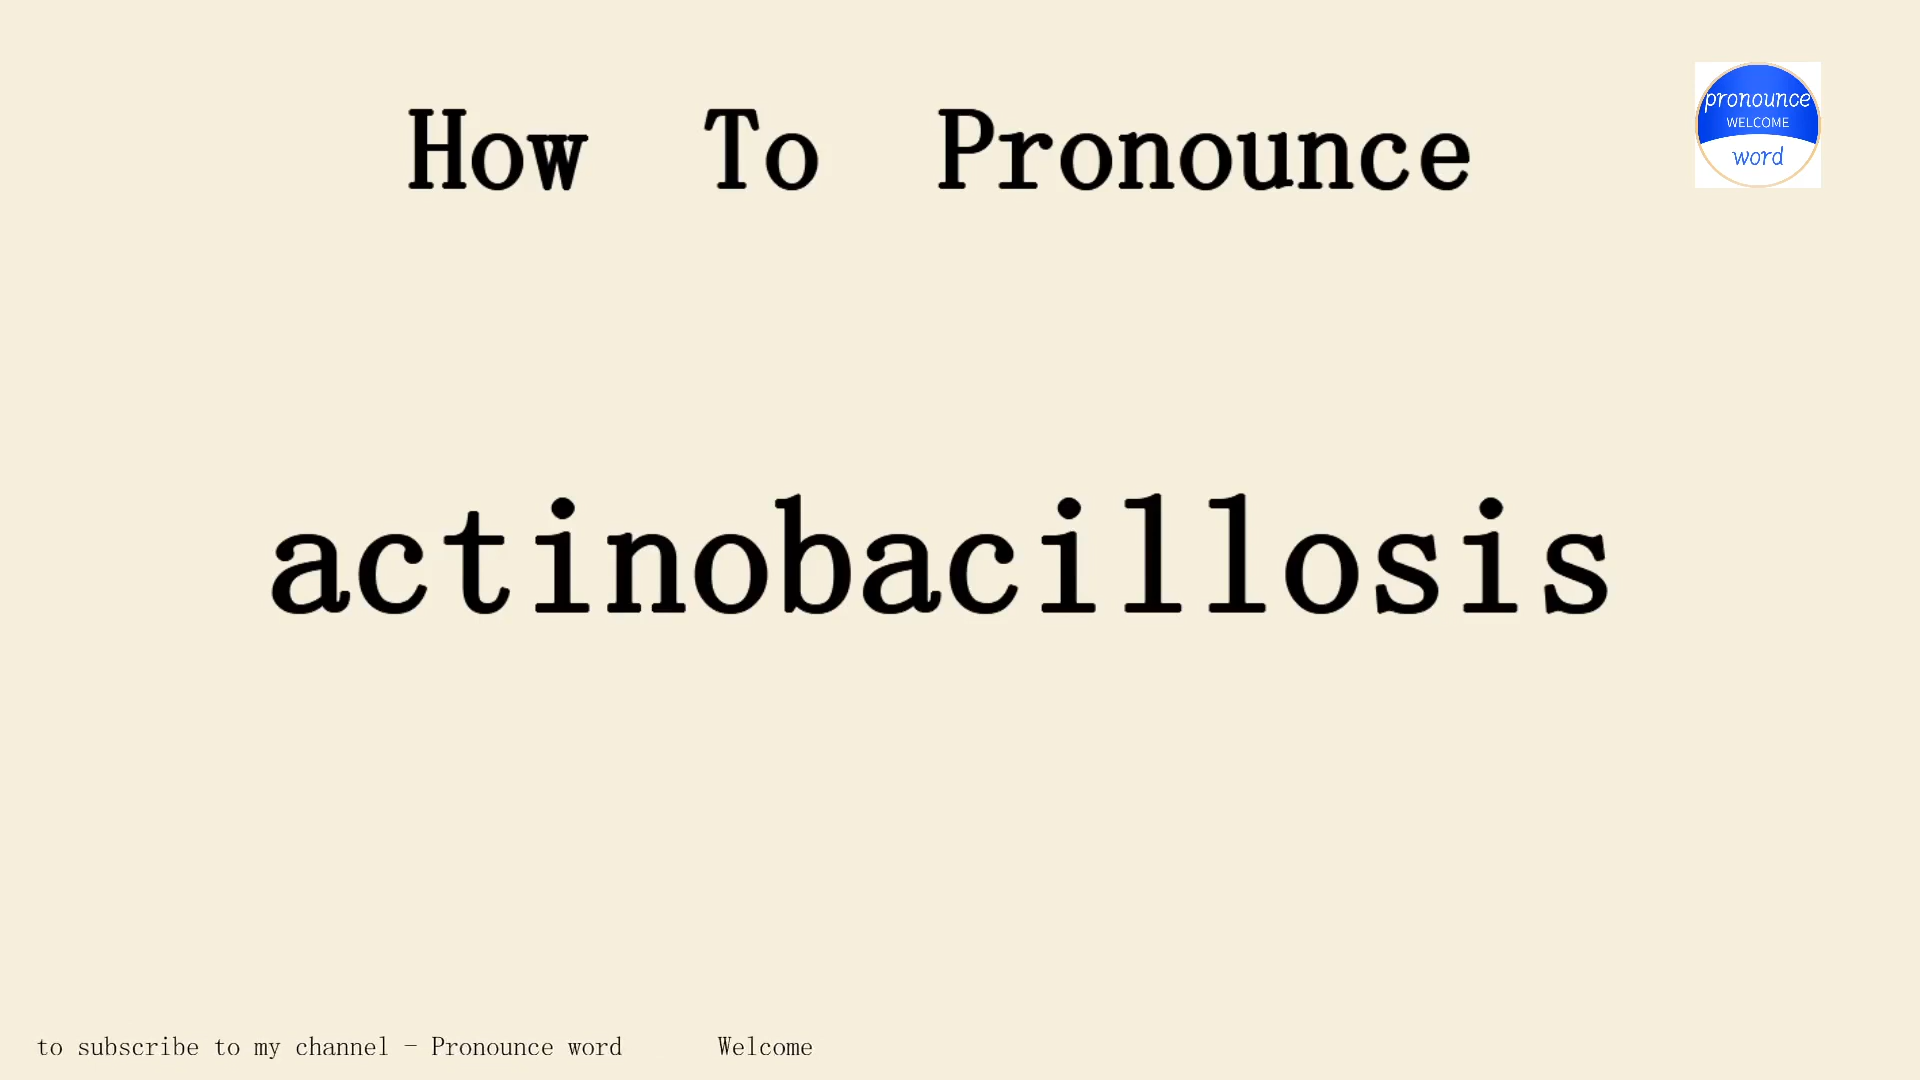 How To Pronounce
pronounce
WELCOME
word
actinobacillosis
to subscribe to my channel - Pronounce word Welcome